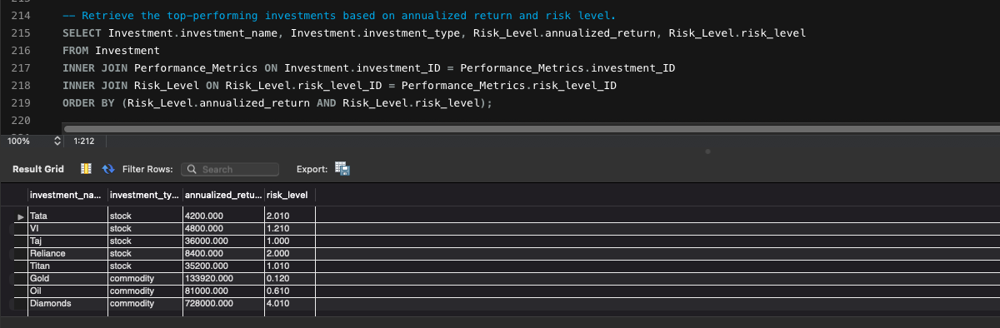 214 -- Retrieve the top-performing investments based on annualized return and risk level.
215 SELECT Investment.investment_name, Investment.investment_type, Risk_Level.annualized_return, Risk_Level.risk_level
216 FROM Investment
217 INNER JOIN Performance_Metrics ON Investment.investment_ID = Performance_Metrics.investment_ID
218 INNER JOIN Risk_Level ON Risk_Level.risk_level_ID = Performance_Metrics.risk_level_ID
219 ORDER BY (Risk_Level.annualized_return AND Risk_Level.risk_level);
220
100% 1:212
Result Grid Filter Rows: Search Export:
investment_na... investment_ty... annualized_retu... risk_level
Tata stock 4200.000 2.010
VI stock 4800.000 1.210
Taj stock 36000.000 1.000
Reliance stock 8400.000 2.000
Titan stock 35200.000 1.010
Gold commodity 133920.000 0.120
Oil commodity 81000.000 0.610
Diamonds commodity 728000.000 4.010